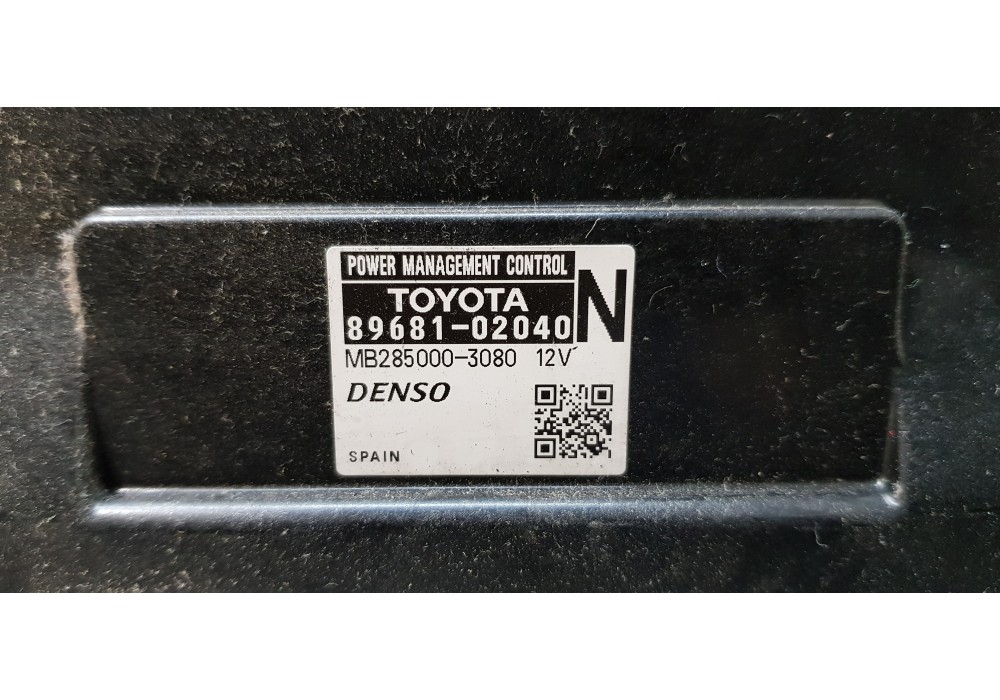 POWER MANAGEMENT CONTROL
TOYOTA
89681-02040 N
MB285000-3080 12V
DENSO
SPAIN